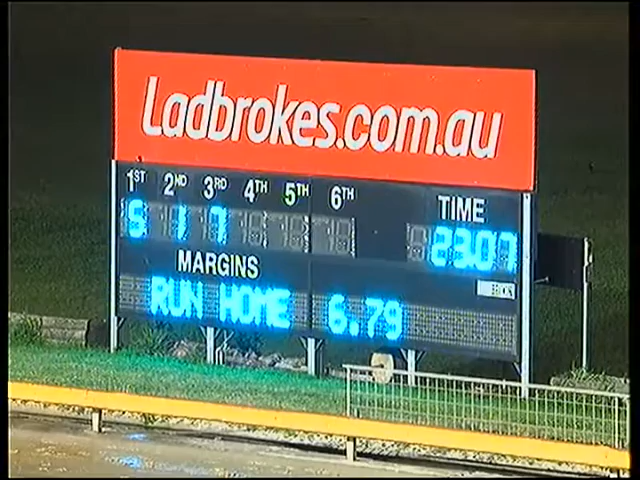 Ladbrokes.com.au
1ST 2ND 3RD 4TH 5TH 6TH TIME
5 1 7 23.07
MARGINS
RUN HOME 6.79